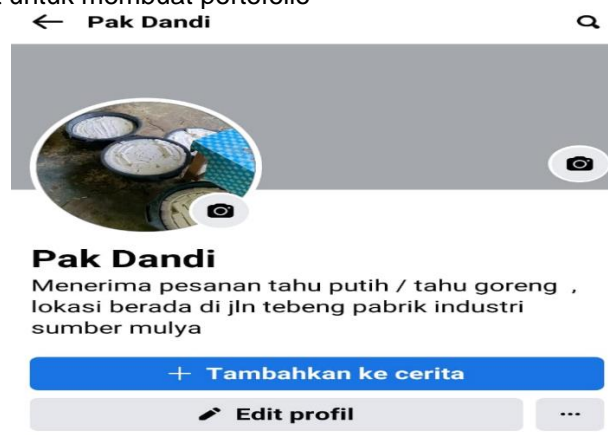 untuk membuat portofolio
Pak Dandi
Pak Dandi
Menerima pesanan tahu putih / tahu goreng ,
lokasi berada di jln tebeng pabrik industri
sumber mulya
+ Tambahkan ke cerita
Edit profil